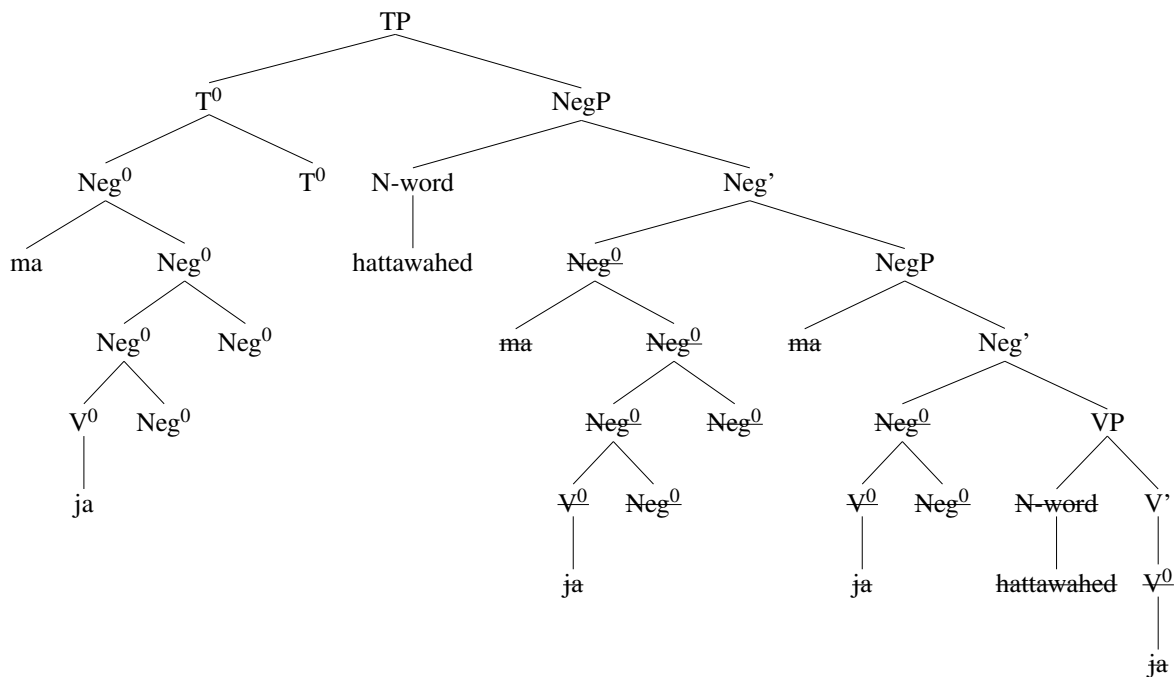 TP
T⁰ NegP
Neg⁰ T⁰ N-word Neg’
ma Neg⁰ hattawahed Neg⁰ NegP
Neg⁰ Neg⁰ ma Neg⁰ ma Neg’
V⁰ Neg⁰ Neg⁰ Neg⁰ Neg⁰ VP
ja V⁰ Neg⁰ V⁰ Neg⁰ N-word V’
ja ja hattawahed V⁰
ja